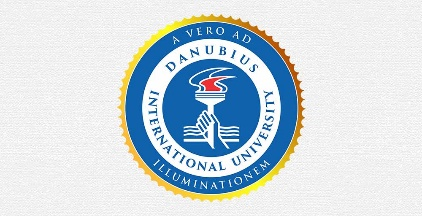 A VERO AD
DANUBIUS
INTERNATIONAL UNIVERSITY
ILLUMINATIONEM